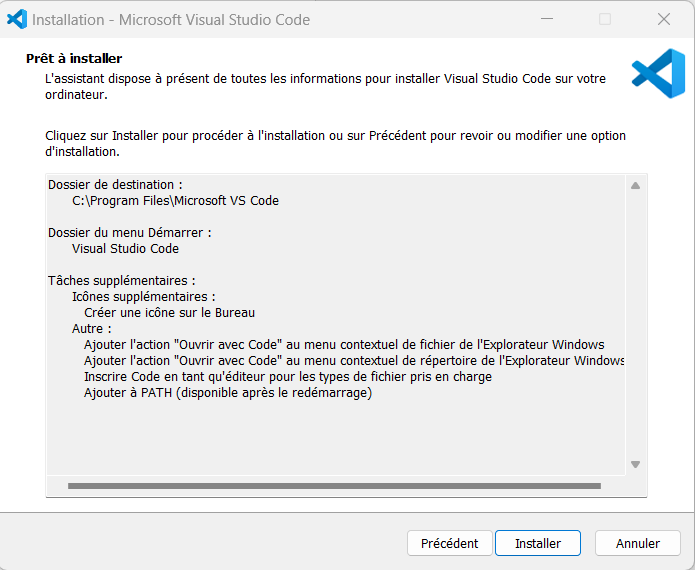 Installation - Microsoft Visual Studio Code
Prêt à installer
L'assistant dispose à présent de toutes les informations pour installer Visual Studio Code sur votre
ordinateur.
Cliquez sur Installer pour procéder à l'installation ou sur Précédent pour revoir ou modifier une option
d'installation.
Dossier de destination :
C:\Program Files\Microsoft VS Code
Dossier du menu Démarrer :
Visual Studio Code
Tâches supplémentaires :
Icônes supplémentaires :
Créer une icône sur le Bureau
Autre :
Ajouter l'action "Ouvrir avec Code" au menu contextuel de fichier de l'Explorateur Windows
Ajouter l'action "Ouvrir avec Code" au menu contextuel de répertoire de l'Explorateur Windows
Inscrire Code en tant qu'éditeur pour les types de fichier pris en charge
Ajouter à PATH (disponible après le redémarrage)
Précédent
Installer
Annuler